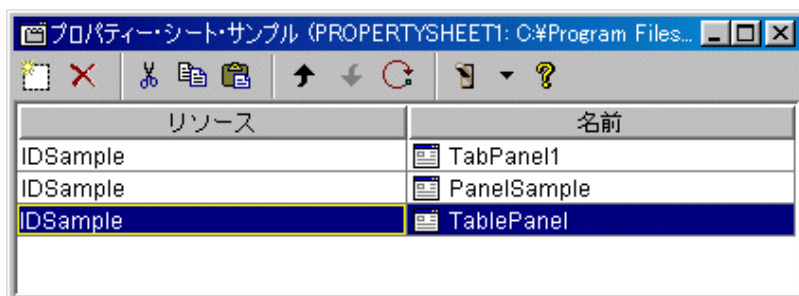 プロパティー・シート・サンプル (PROPERTYSHEET1: C:¥Program Files...
リソース 名前
IDSample TabPanel1
IDSample PanelSample
IDSample TablePanel